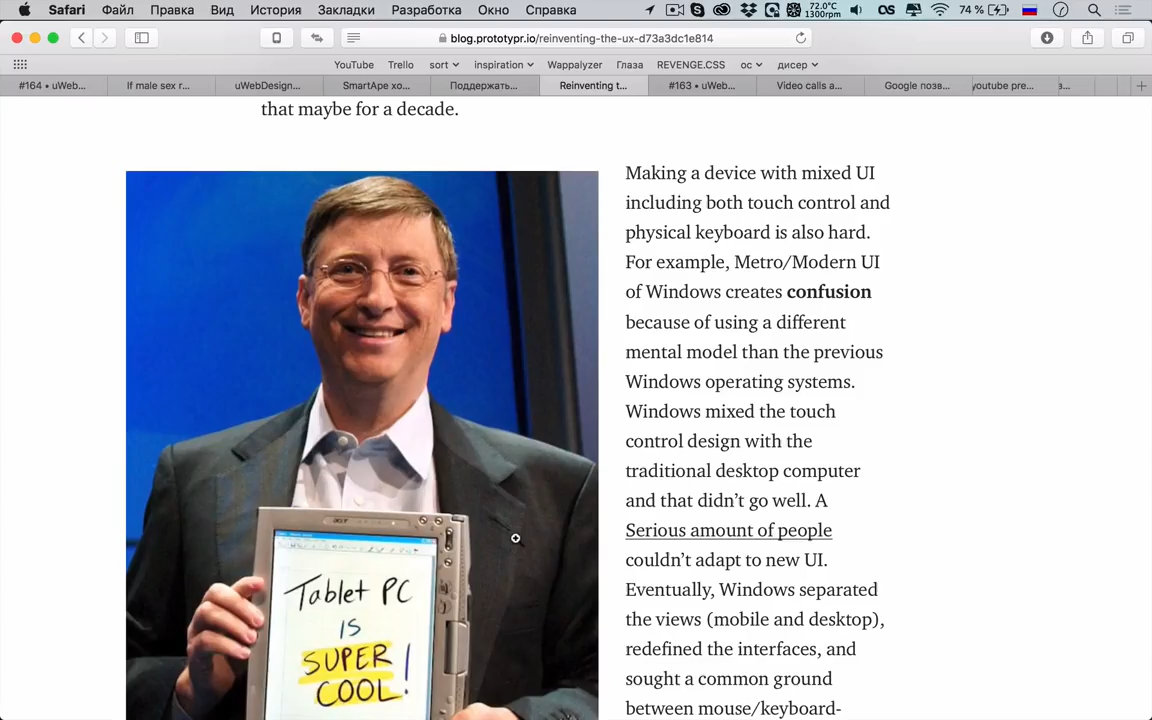 Safari Файл Правка Вид История Закладки Разработка Окно Справка 72.0°C 1300rpm OS 74 %
blog.prototypr.io/reinventing-the-ux-d73a3dc1e814
YouTube Trello sort inspiration Wappalyzer Глаза REVENGE.CSS ос дисер
#164 • uWeb... If male sex r... uWebDesign... SmartApe хо... Поддержать... Reinventing t... #163 • uWeb... Video calls a... Google позв... youtube pre... в...
that maybe for a decade.
Making a device with mixed UI
including both touch control and
physical keyboard is also hard.
For example, Metro/Modern UI
of Windows creates confusion
because of using a different
mental model than the previous
Windows operating systems.
Windows mixed the touch
control design with the
traditional desktop computer
and that didn’t go well. A
Serious amount of people
couldn’t adapt to new UI.
Eventually, Windows separated
the views (mobile and desktop),
redefined the interfaces, and
sought a common ground
between mouse/keyboard-
acer
Tablet PC
IS
SUPER
COOL!